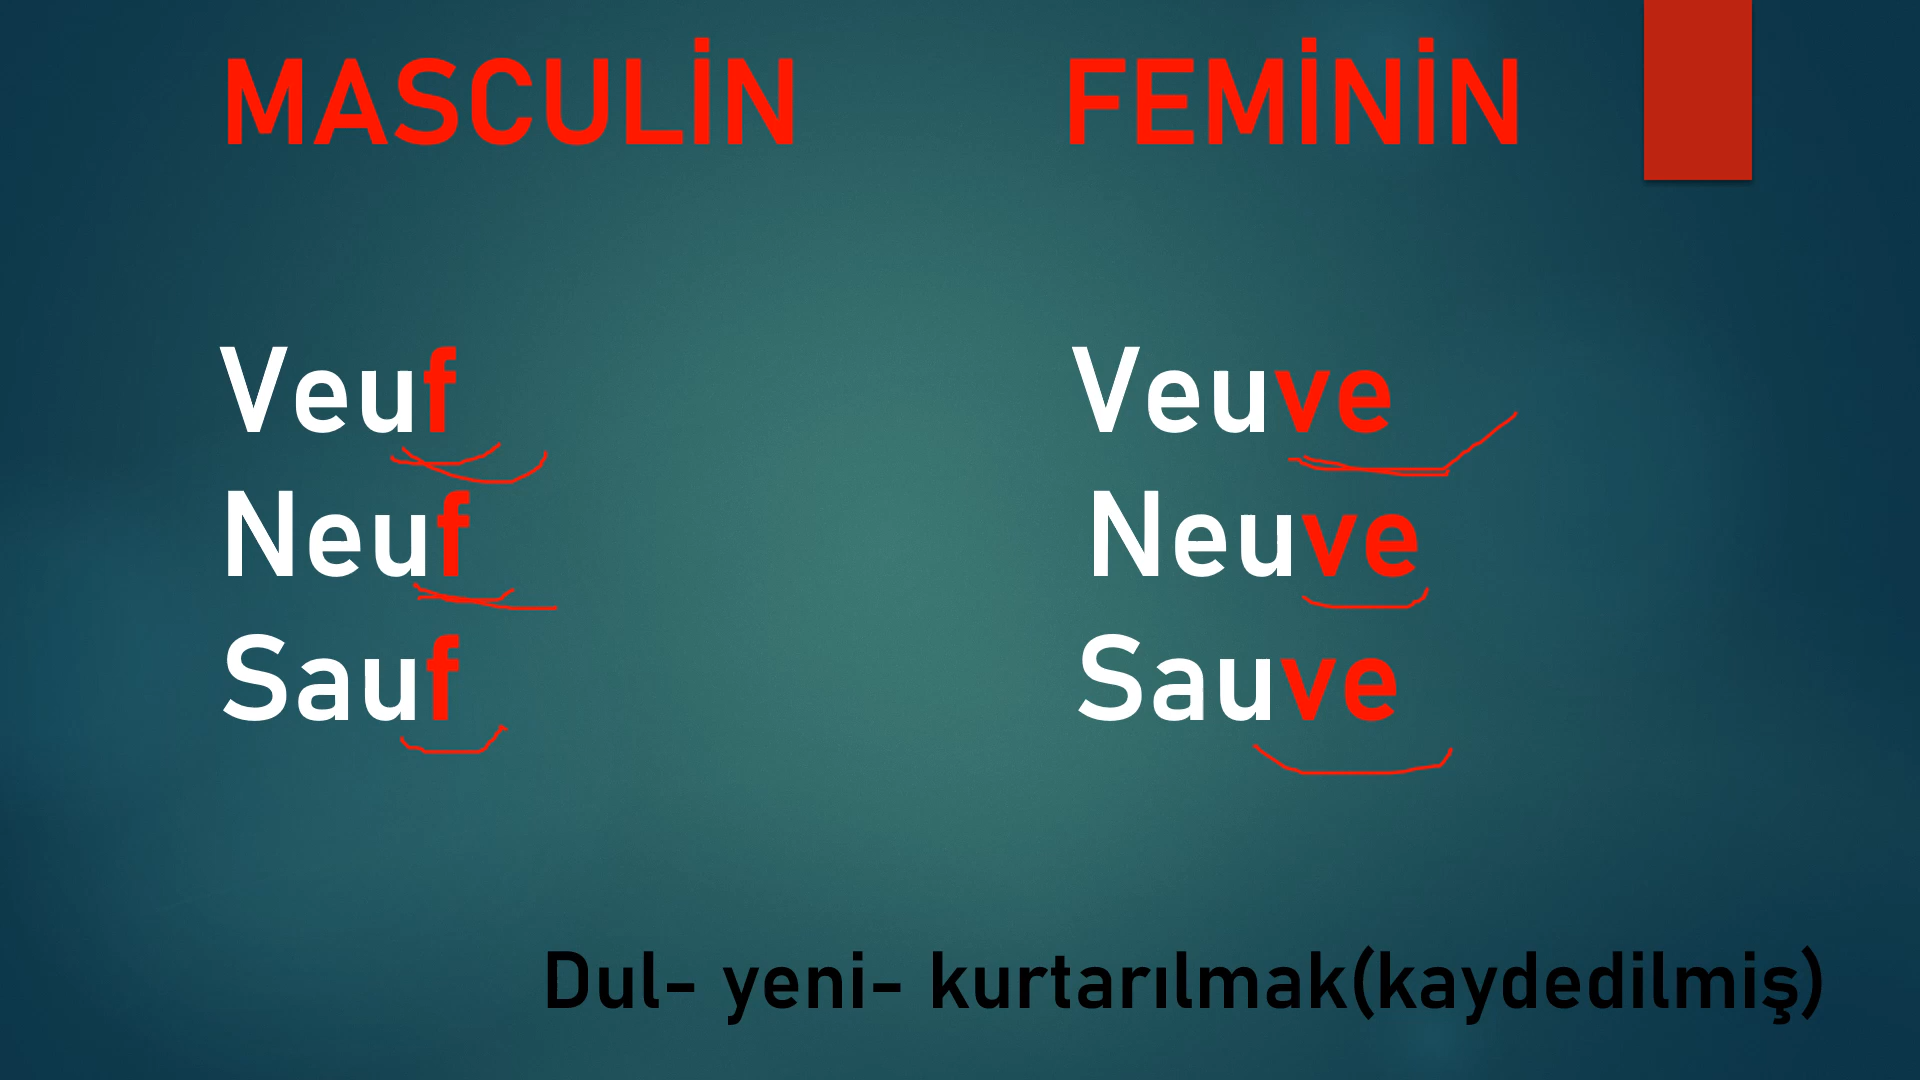 MASCULİN FEMİNİN
Veuf Veuve
Neuf Neuve
Sauf Sauve
Dul- yeni- kurtarılmak(kaydedilmiş)